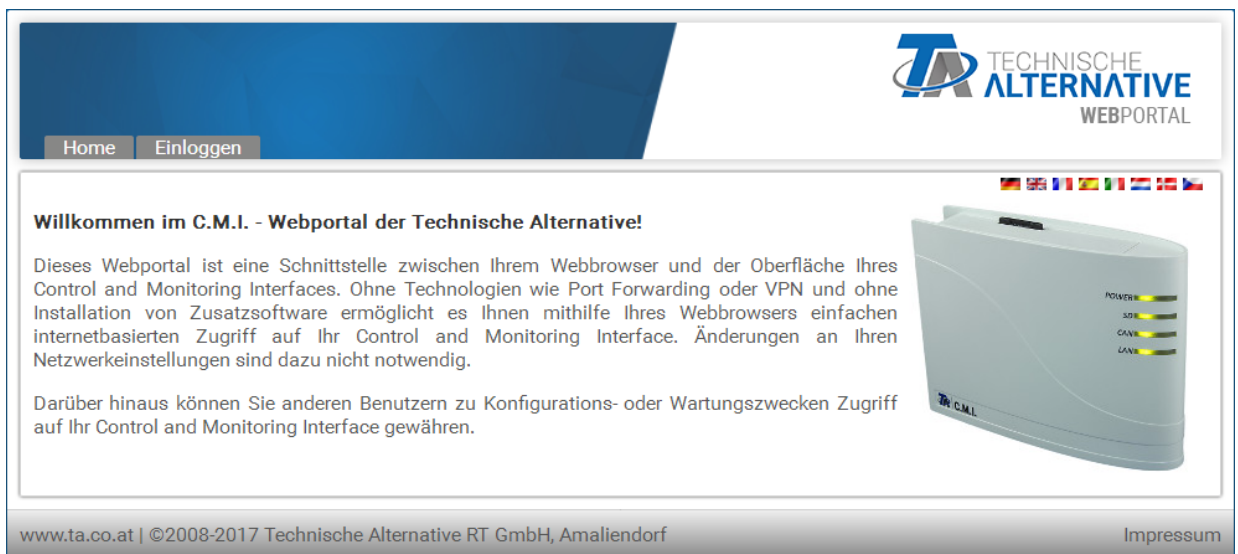 TECHNISCHE
ALTERNATIVE
WEBPORTAL
Home Einloggen
Willkommen im C.M.I. - Webportal der Technische Alternative!
Dieses Webportal ist eine Schnittstelle zwischen Ihrem Webbrowser und der Oberfläche Ihres
Control and Monitoring Interfaces. Ohne Technologien wie Port Forwarding oder VPN und ohne
Installation von Zusatzsoftware ermöglicht es Ihnen mithilfe Ihres Webbrowsers einfachen
internetbasierten Zugriff auf Ihr Control and Monitoring Interface. Änderungen an Ihren
Netzwerkeinstellungen sind dazu nicht notwendig.
Darüber hinaus können Sie anderen Benutzern zu Konfigurations- oder Wartungszwecken Zugriff
auf Ihr Control and Monitoring Interface gewähren.
POWER
SD
CAN
LAN
TA C.M.I.
www.ta.co.at | ©2008-2017 Technische Alternative RT GmbH, Amaliendorf Impressum